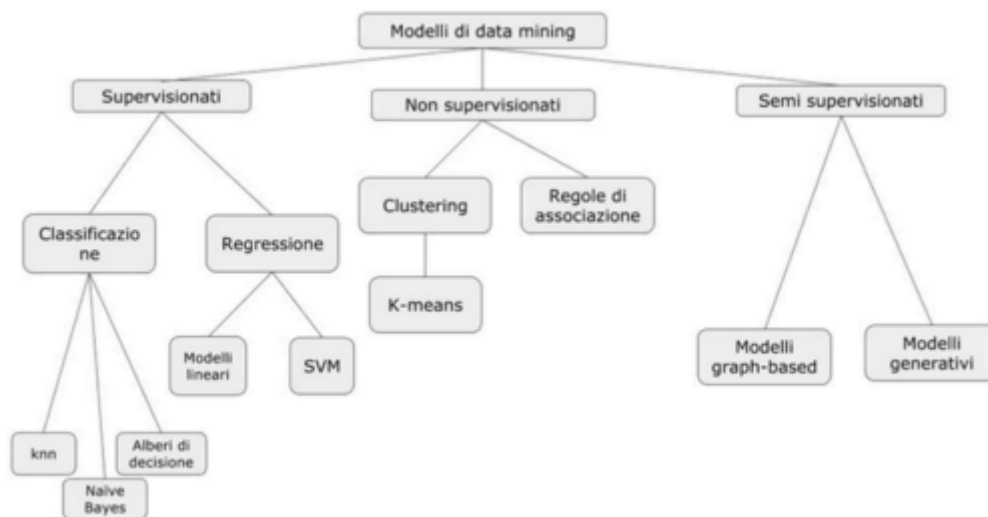 Modelli di data mining
Supervisionati
Non supervisionati
Semi supervisionati
Classificazio
ne
Regressione
Clustering
Regole di
associazione
K-means
Modelli
lineari
SVM
Modelli
graph-based
Modelli
generativi
knn
Naïve
Bayes
Alberi di
decisione